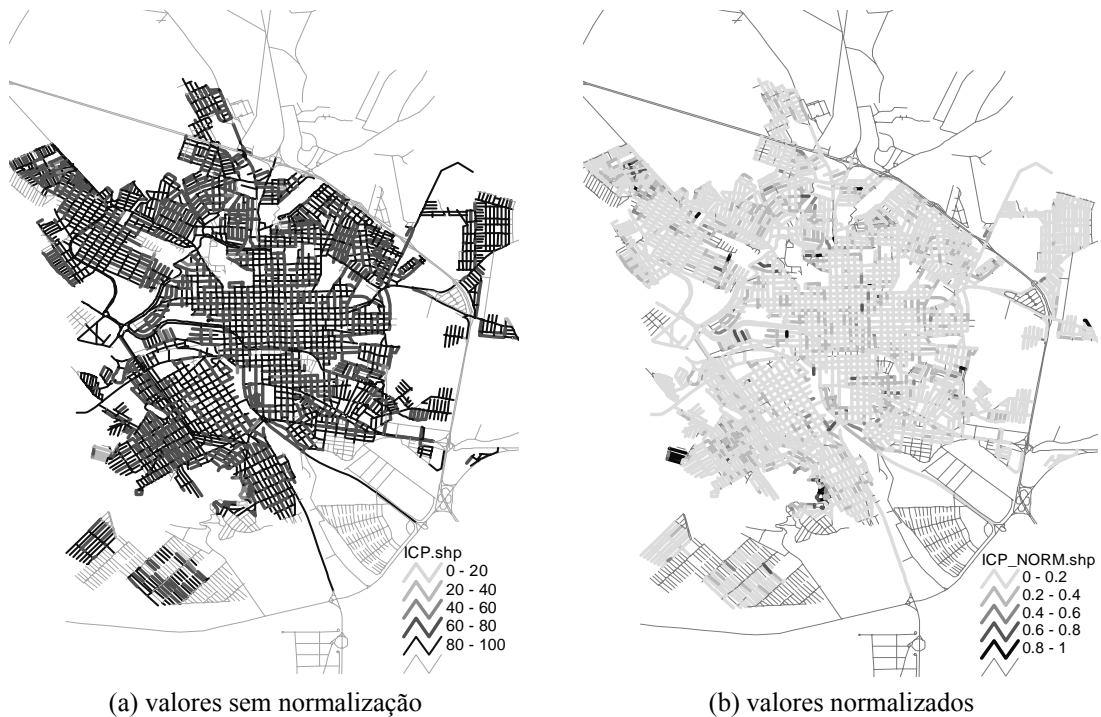 ICP.shp
0 - 20
20 - 40
40 - 60
60 - 80
80 - 100
ICP_NORM.shp
0 - 0.2
0.2 - 0.4
0.4 - 0.6
0.6 - 0.8
0.8 - 1
(a) valores sem normalização
(b) valores normalizados